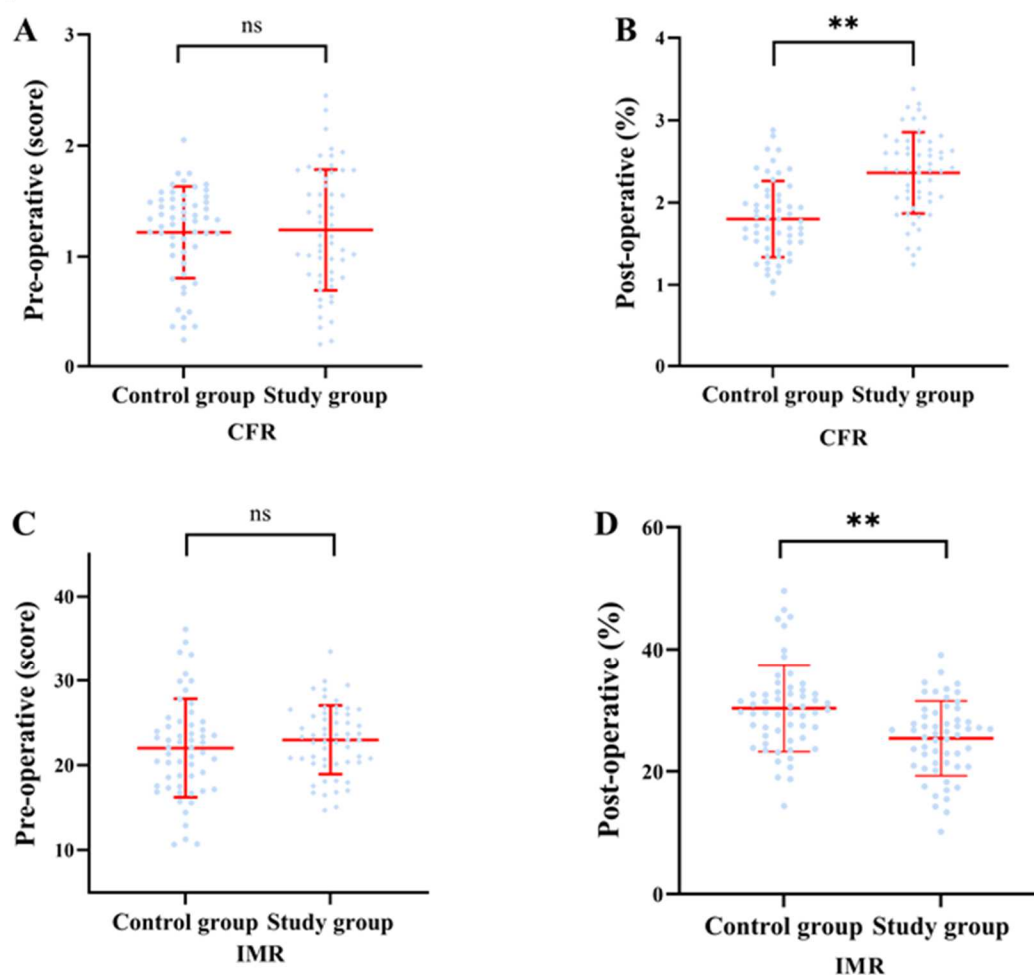 A
ns
Pre-operative (score)
3
2
1
0
Control group Study group
CFR
B
**
Post-operative (%)
4
3
2
1
0
Control group Study group
CFR
C
ns
Pre-operative (score)
40
30
20
10
Control group Study group
IMR
D
**
Post-operative (%)
60
40
20
0
Control group Study group
IMR